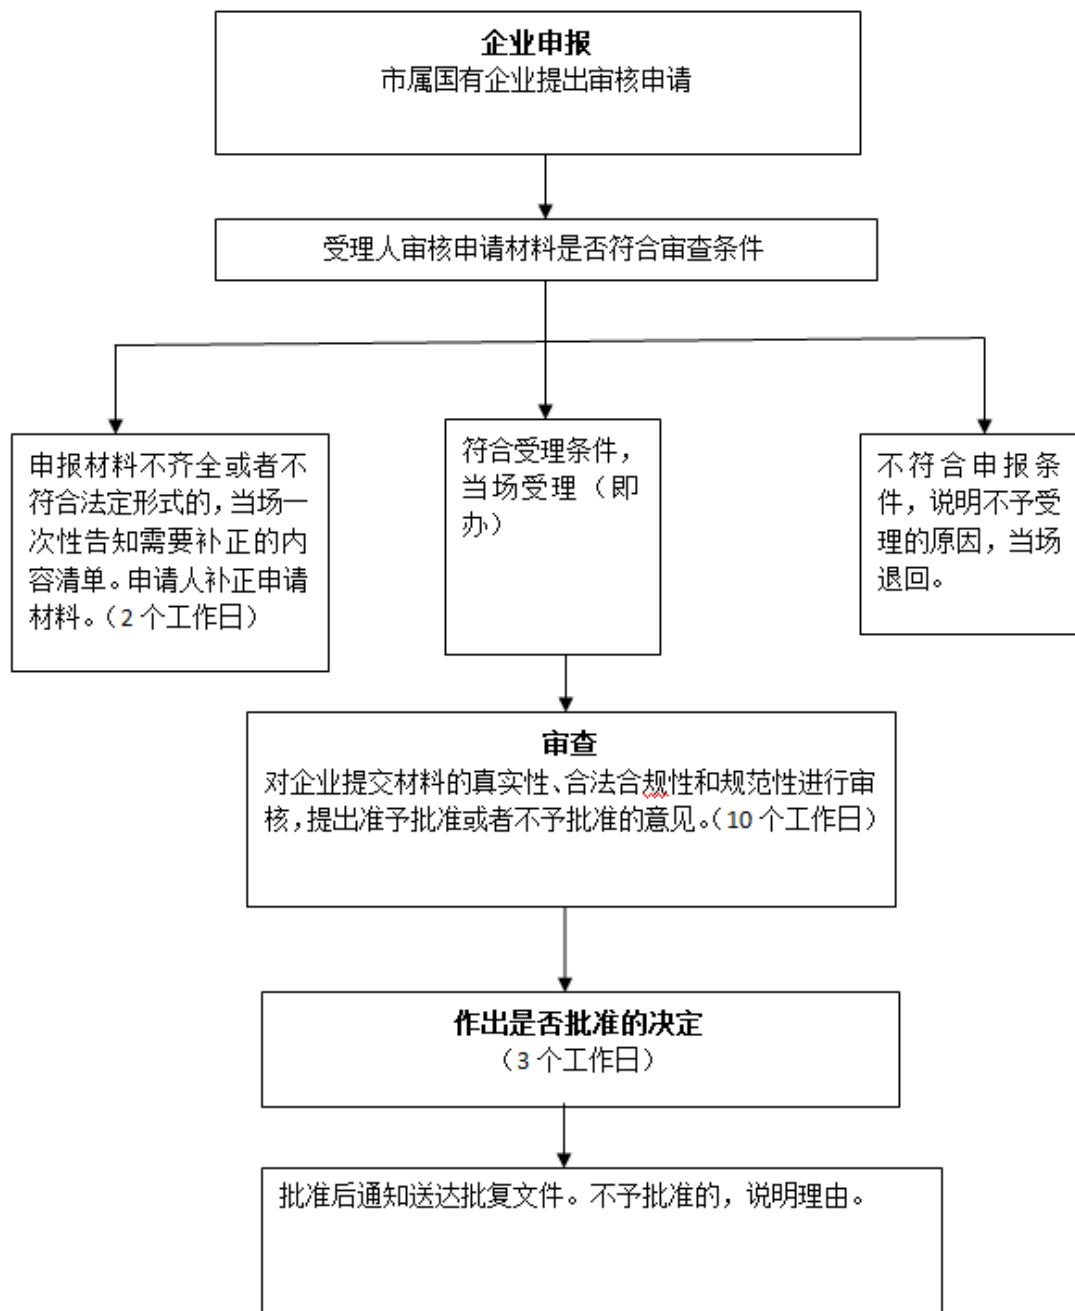 企业申报
市属国有企业提出审核申请
受理人审核申请材料是否符合审查条件
申报材料不齐全或者不
符合法定形式的，当场一
次性告知需要补正的内
容清单。申请人补正申请
材料。（2 个工作日）
符合受理条件，
当场受理（即
办）
不符合申报条
件，说明不予受
理的原因，当场
退回。
审查
对企业提交材料的真实性、合法合规性和规范性进行审
核，提出准予批准或者不予批准的意见。（10 个工作日）
作出是否批准的决定
（3 个工作日）
批准后通知送达批复文件。不予批准的，说明理由。